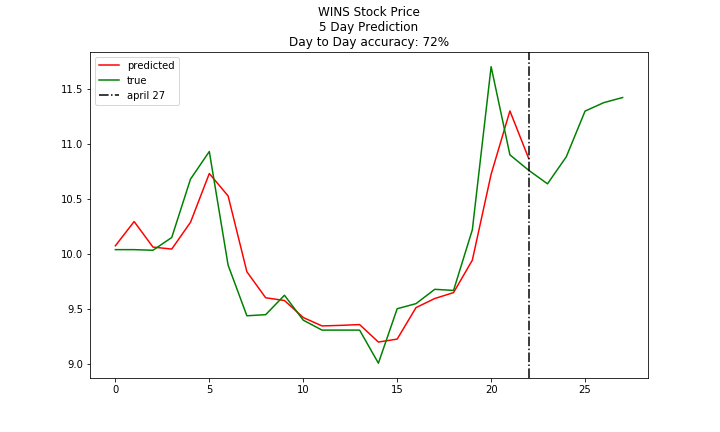 WINS Stock Price
5 Day Prediction
Day to Day accuracy: 72%
predicted
true
april 27
11.5
11.0
10.5
10.0
9.5
9.0
0 5 10 15 20 25